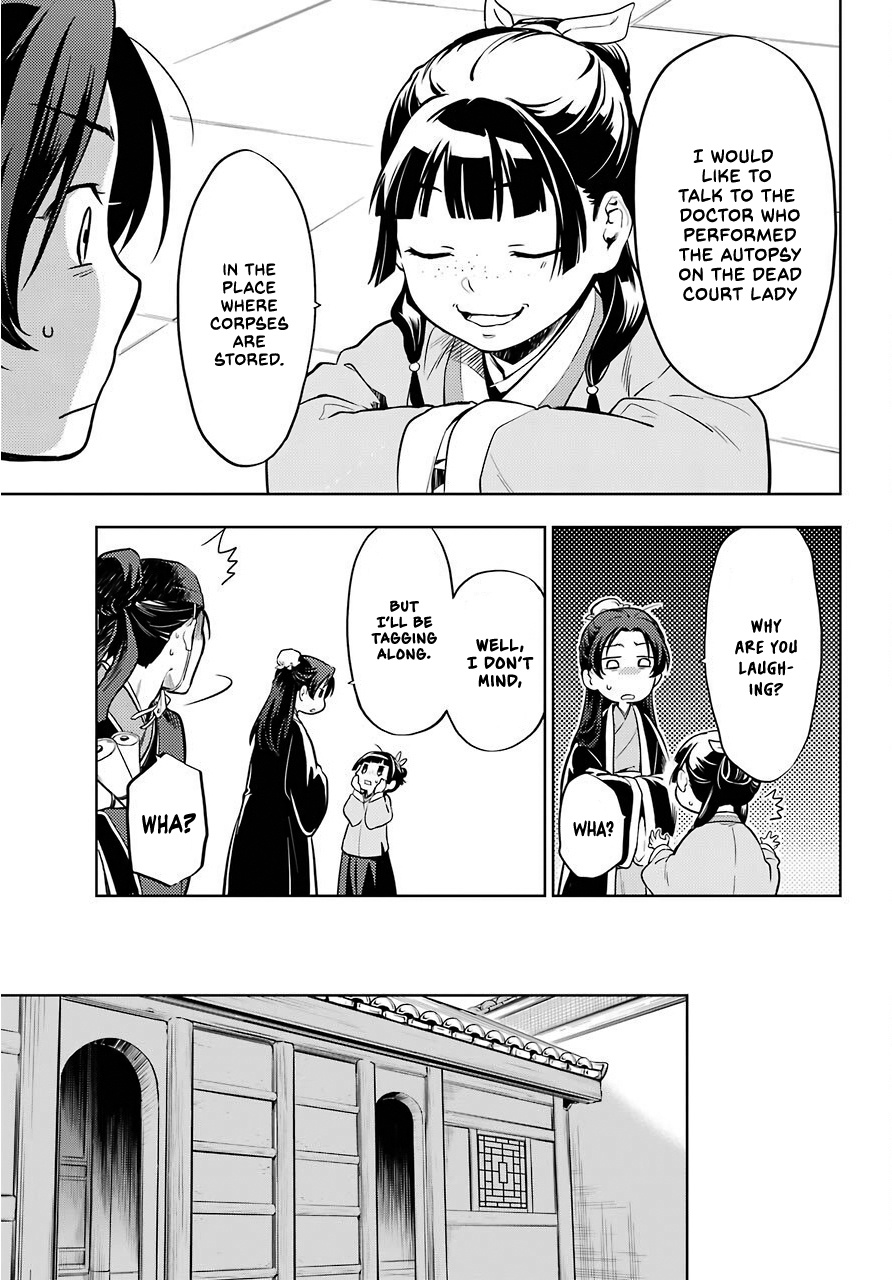 I WOULD
LIKE TO
TALK TO THE
DOCTOR WHO
PERFORMED
THE AUTOPSY
ON THE DEAD
COURT LADY
IN THE
PLACE
WHERE
CORPSES
ARE
STORED.
WHY
ARE YOU
LAUGH-
ING?
WHA?
WELL,
I DON'T
MIND,
BUT
I'LL BE
TAGGING
ALONG.
WHA?